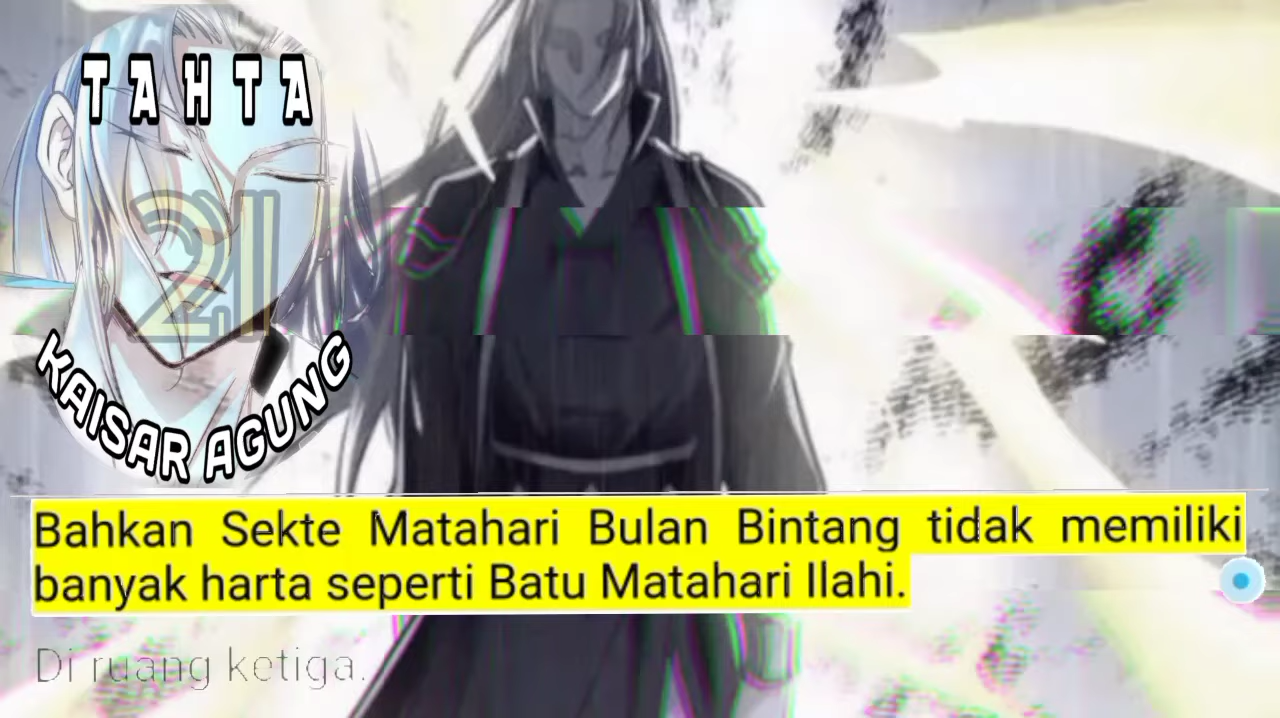 TAHTA
21
KAISAR AGUNG
Bahkan Sekte Matahari Bulan Bintang tidak memiliki
banyak harta seperti Batu Matahari Ilahi.
Di ruang ketiga.